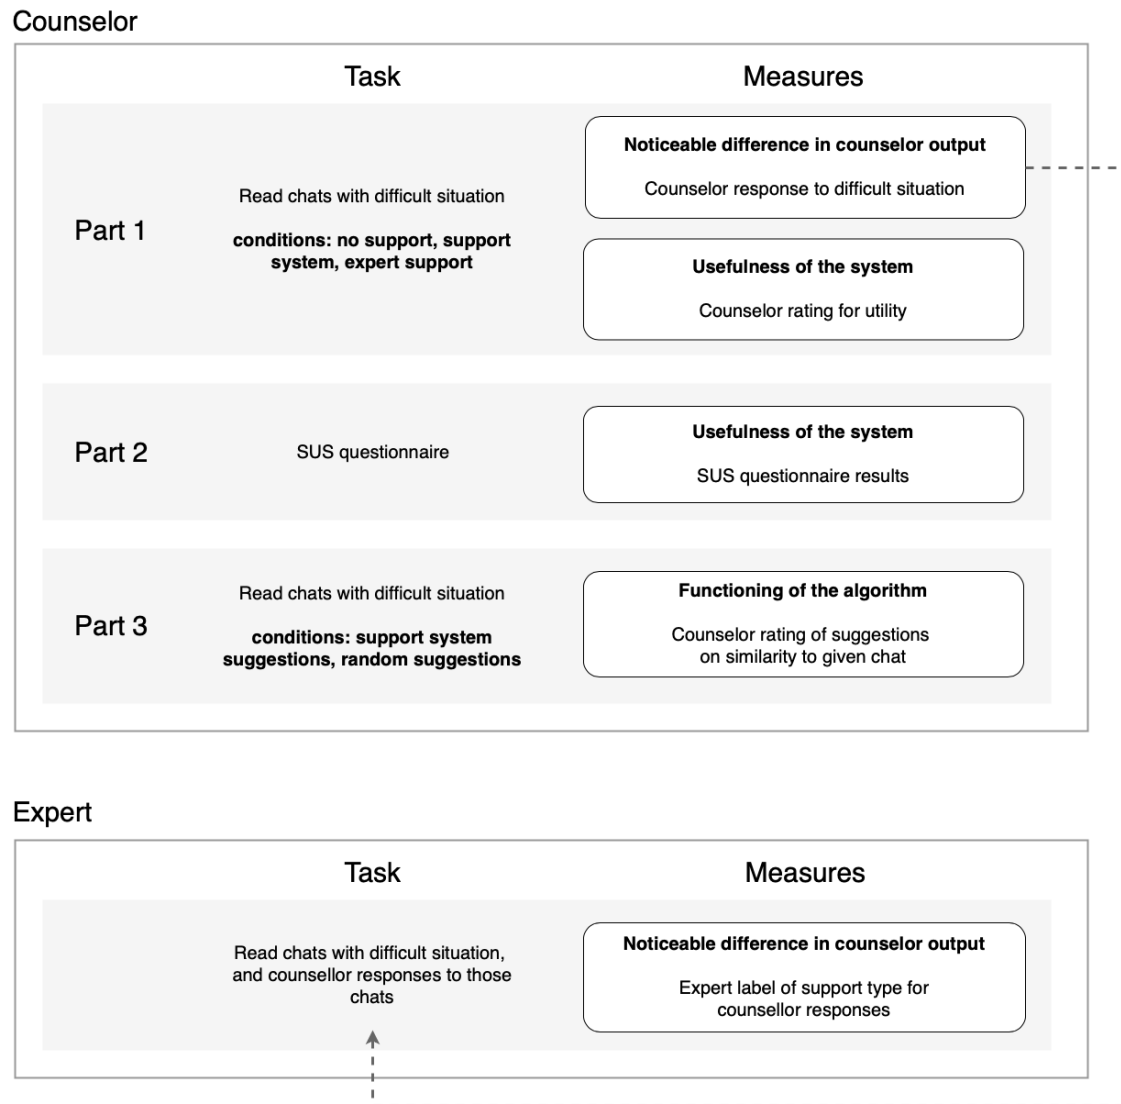 Counselor
Task
Measures
Part 1
Read chats with difficult situation
conditions: no support, support
system, expert support
Noticeable difference in counselor output
Counselor response to difficult situation
Usefulness of the system
Counselor rating for utility
Part 2
SUS questionnaire
Usefulness of the system
SUS questionnaire results
Part 3
Read chats with difficult situation
conditions: support system
suggestions, random suggestions
Functioning of the algorithm
Counselor rating of suggestions
on similarity to given chat
Expert
Task
Measures
Read chats with difficult situation,
and counsellor responses to those
chats
Noticeable difference in counselor output
Expert label of support type for
counsellor responses